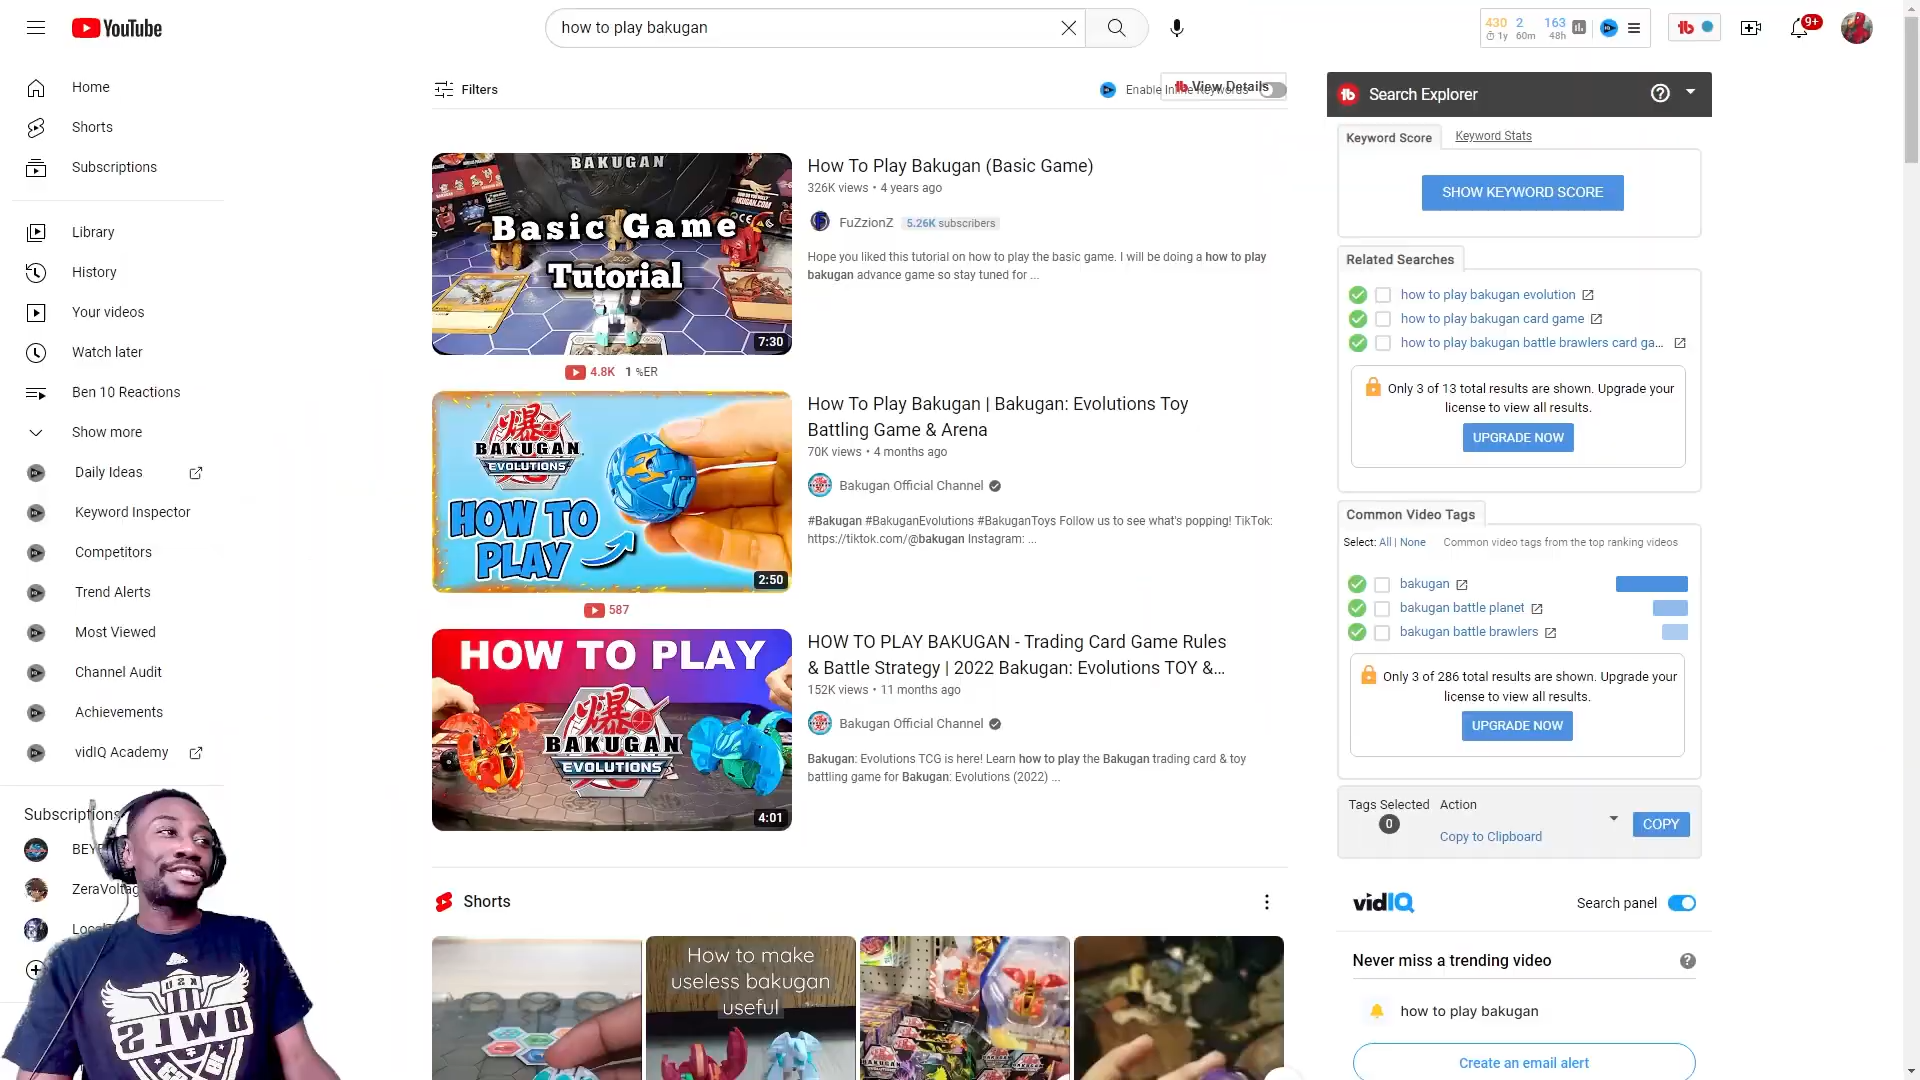 YouTube
how to play bakugan
430 2 163
1y 60m 48h
9+
Home
Shorts
Subscriptions
Library
History
Your videos
Watch later
Ben 10 Reactions
Show more
Daily Ideas
Keyword Inspector
Competitors
Trend Alerts
Most Viewed
Channel Audit
Achievements
vidIQ Academy
Subscriptions
ZeraVoltag
OWLS
Filters
Enable Inline Keywords
View Details
BAKUGAN
Basic Game
Tutorial
7:30
4.8K 1 %ER
How To Play Bakugan (Basic Game)
326K views • 4 years ago
FuZzionZ 5.26K subscribers
Hope you liked this tutorial on how to play the basic game. I will be doing a how to play
bakugan advance game so stay tuned for ...
爆
BAKUGAN
EVOLUTIONS
HOW TO
PLAY
2:50
587
How To Play Bakugan | Bakugan: Evolutions Toy
Battling Game & Arena
70K views • 4 months ago
Bakugan Official Channel
#Bakugan #BakuganEvolutions #BakuganToys Follow us to see what's popping! TikTok:
https://tiktok.com/@bakugan Instagram: ...
HOW TO PLAY
爆
BAKUGAN
EVOLUTIONS
4:01
HOW TO PLAY BAKUGAN - Trading Card Game Rules
& Battle Strategy | 2022 Bakugan: Evolutions TOY &...
152K views • 11 months ago
Bakugan Official Channel
Bakugan: Evolutions TCG is here! Learn how to play the Bakugan trading card & toy
battling game for Bakugan: Evolutions (2022) ...
Shorts
How to make
useless bakugan
useful
Search Explorer
Keyword Score Keyword Stats
SHOW KEYWORD SCORE
Related Searches
how to play bakugan evolution
how to play bakugan card game
how to play bakugan battle brawlers card ga...
Only 3 of 13 total results are shown. Upgrade your
license to view all results.
UPGRADE NOW
Common Video Tags
Select: All | None Common video tags from the top ranking videos
bakugan
bakugan battle planet
bakugan battle brawlers
Only 3 of 286 total results are shown. Upgrade your
license to view all results.
UPGRADE NOW
Tags Selected Action
0
Copy to Clipboard
COPY
vidIQ
Search panel
Never miss a trending video
how to play bakugan
Create an email alert